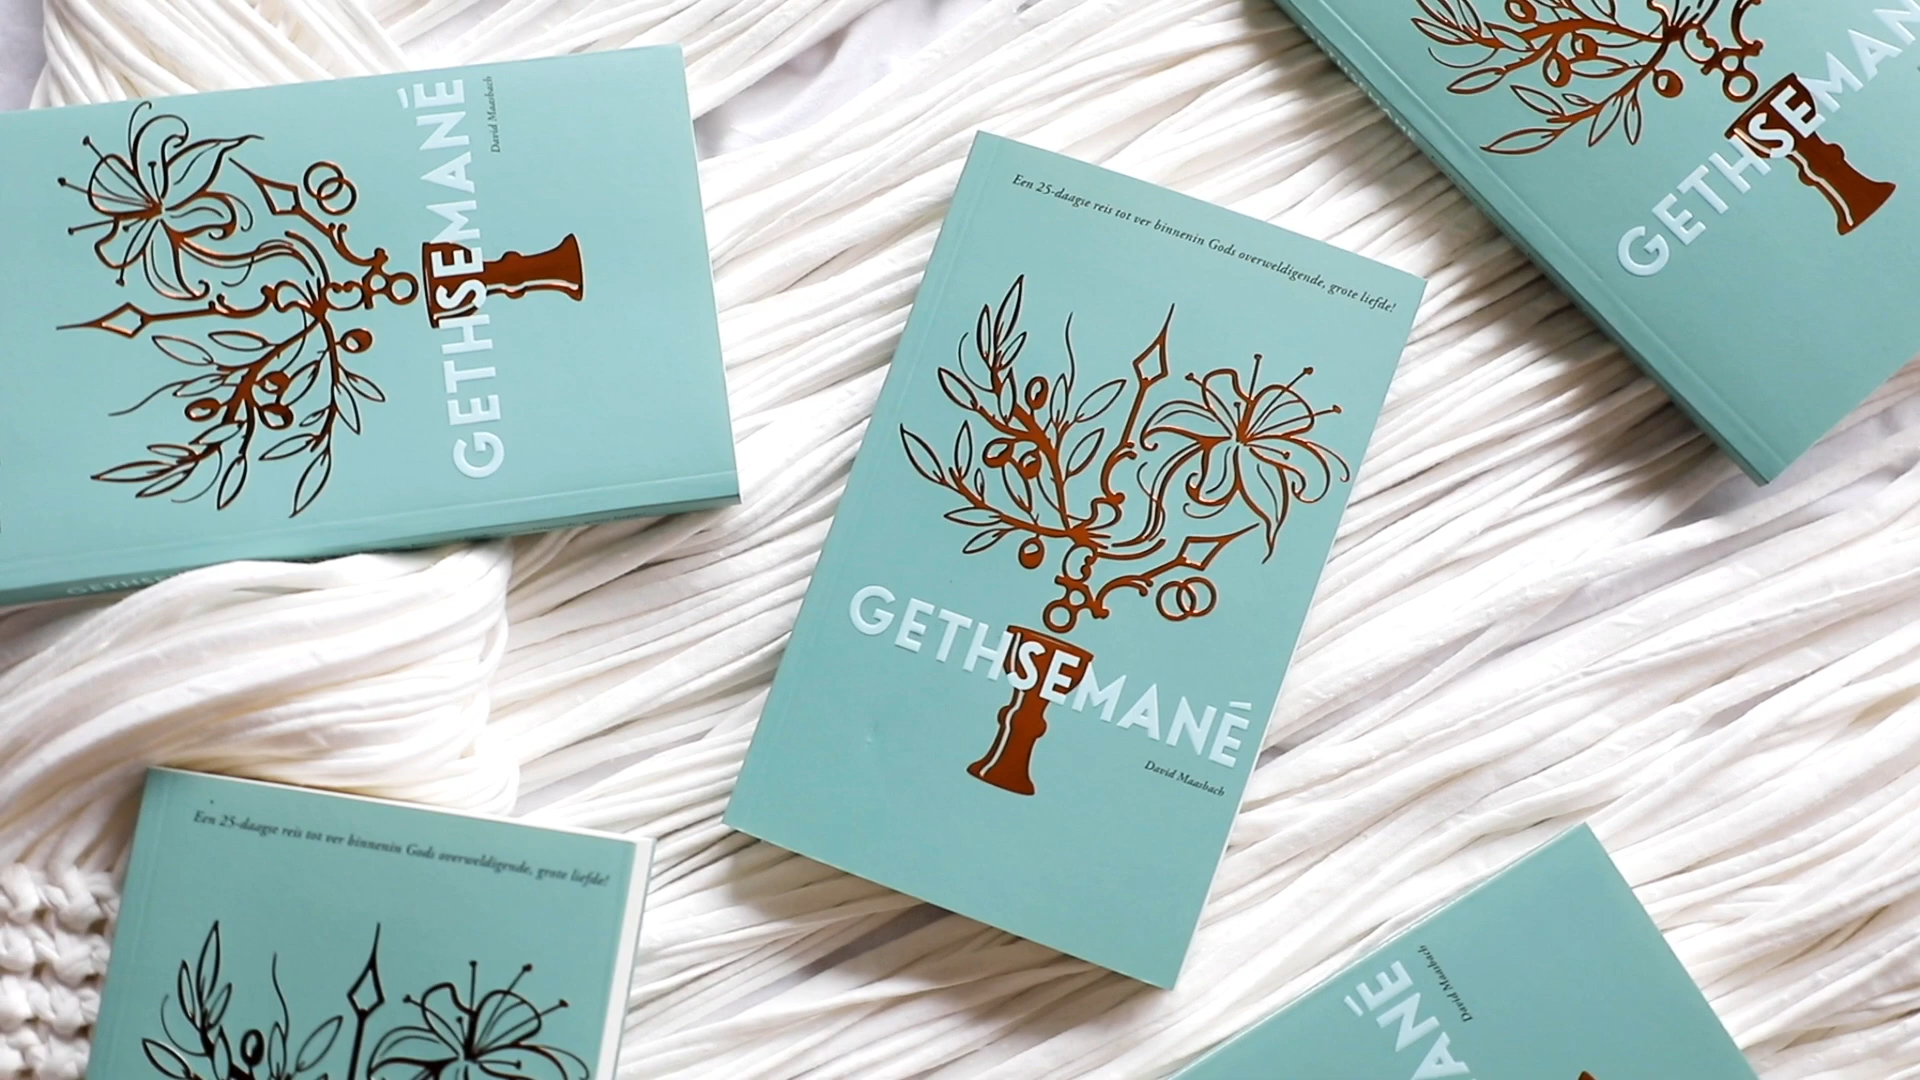 GETHSEMANÉ
David Maasbach
GETHSE
Een 25-daagse reis tot ver binnenin Gods overweldigende, grote liefde!
GETHSEMANÉ
David Maasbach
GETHSEMAN
Een 25-daagse reis tot ver binnenin Gods overweldigende, grote liefde!
David Maasbach
MANÉ